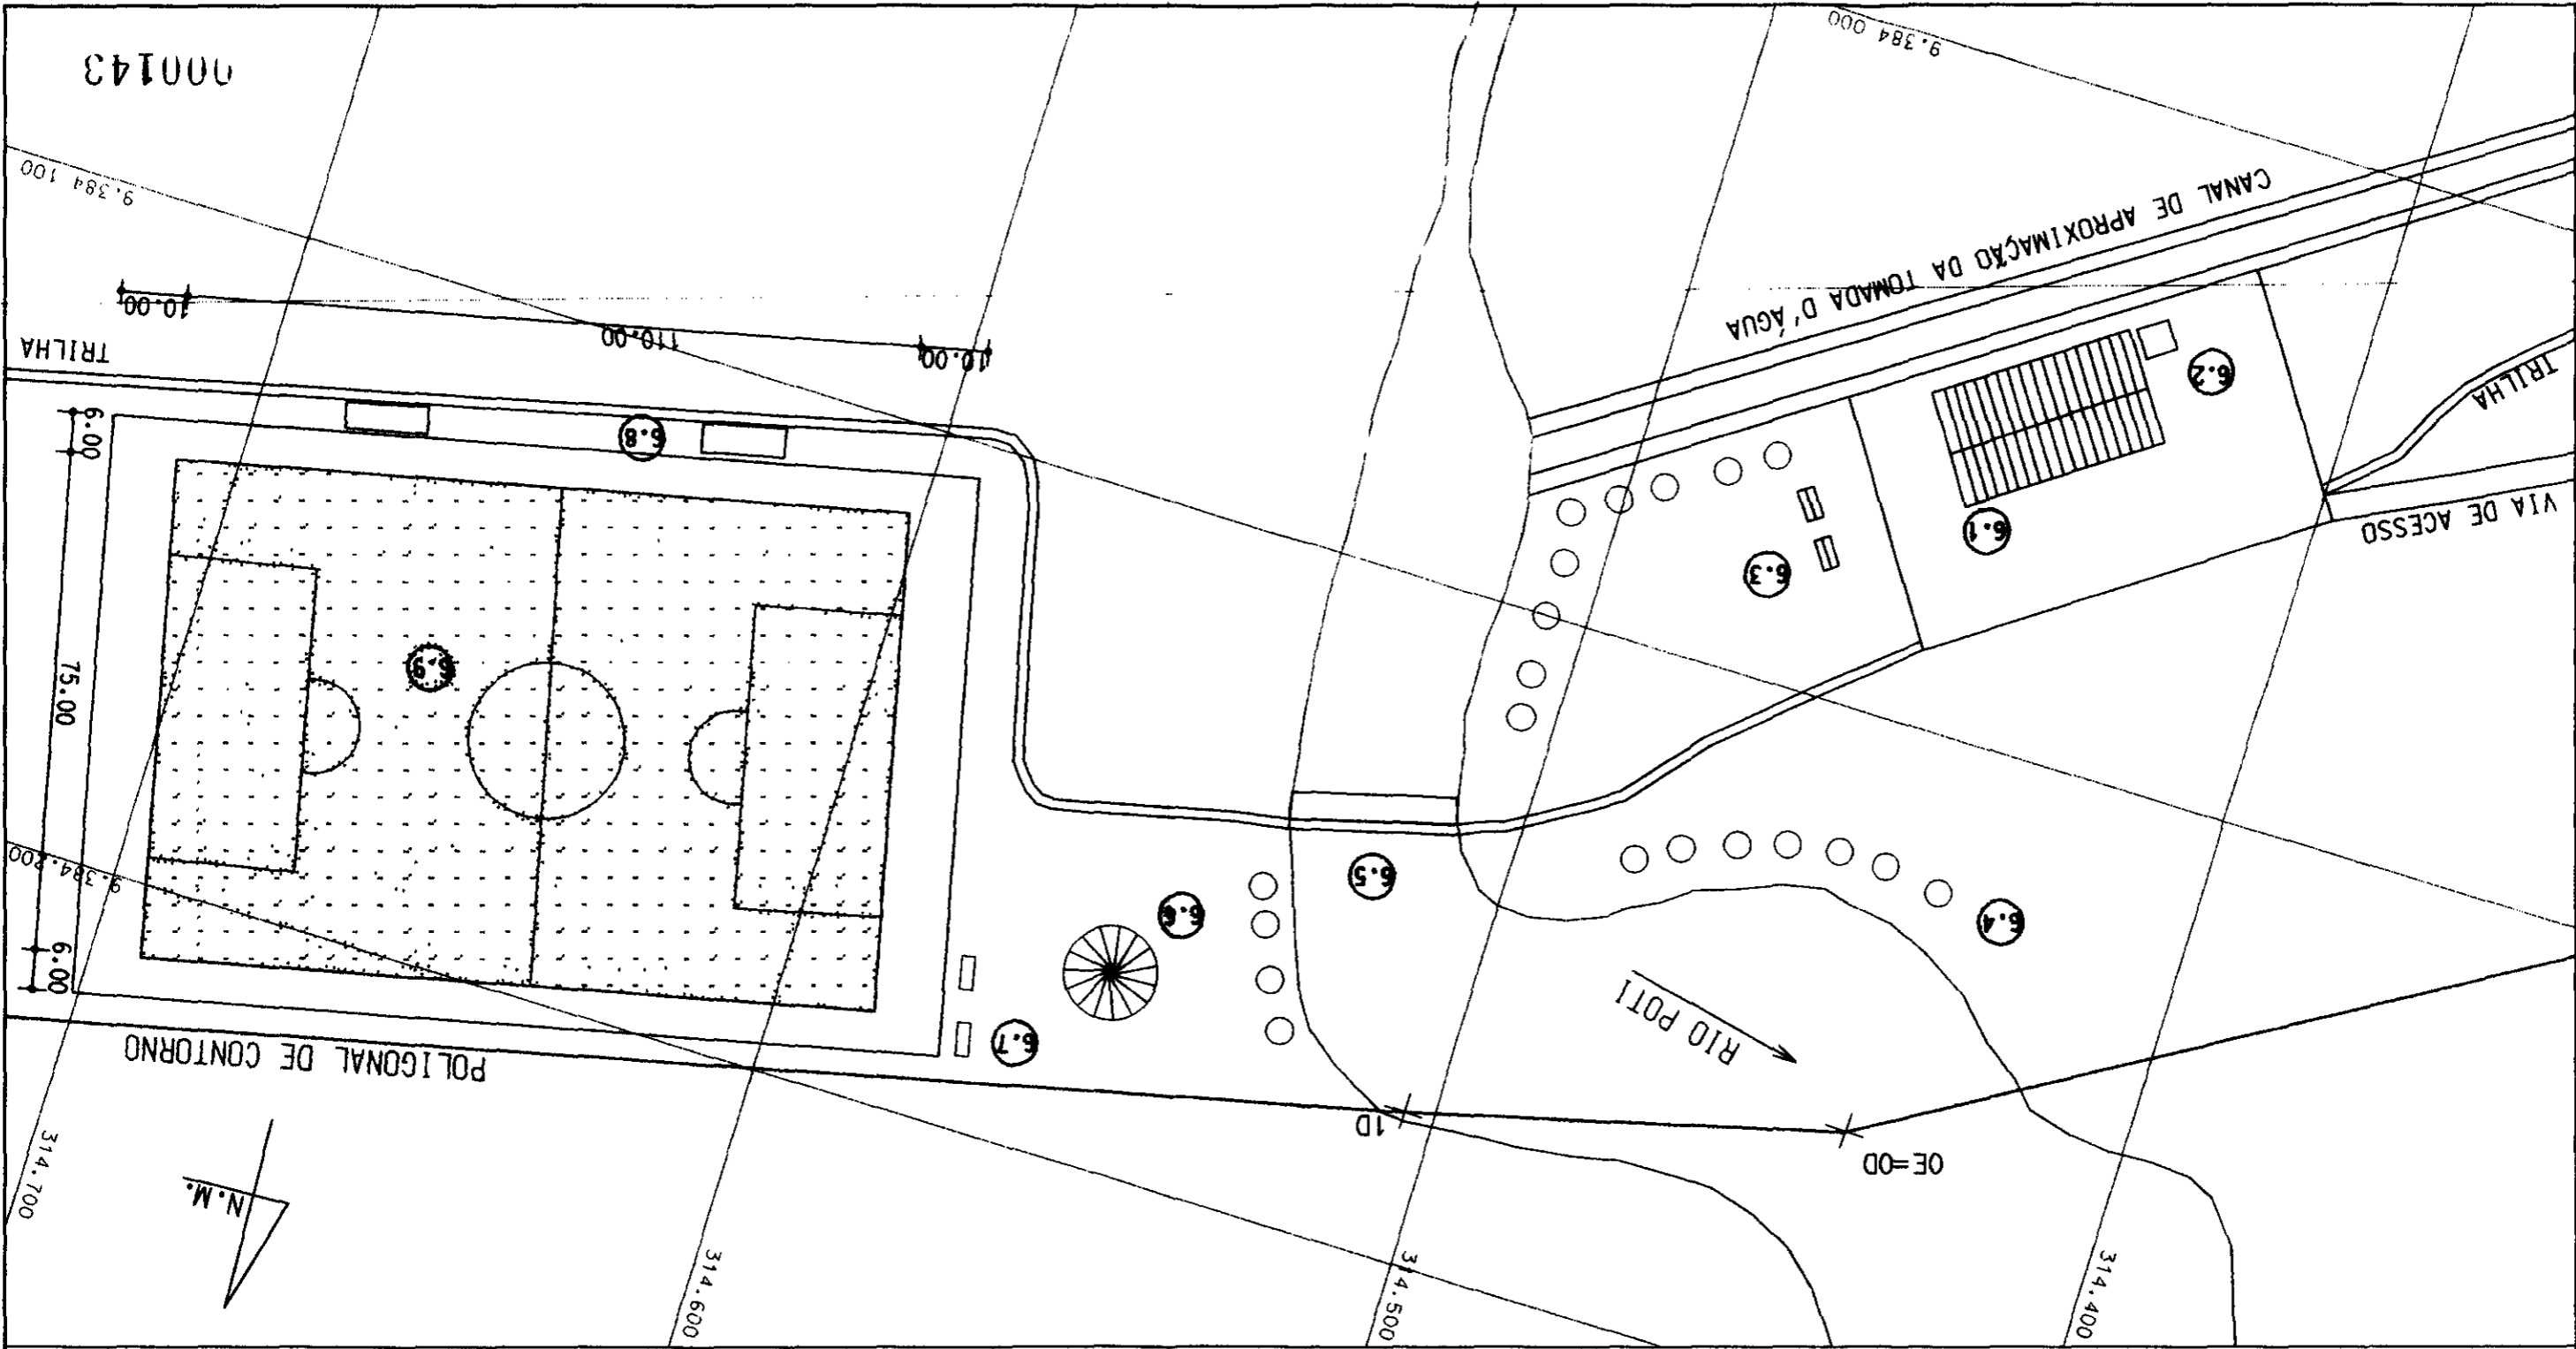 OE=OD
1D
314.400
314.500
314.600
314.700
N.M.
RIO POTI
POLIGONAL DE CONTORNO
6.4
6.5
6.6
6.7
6.00
9.384.200
75.00
6.9
6.3
6.1
6.2
6.8
6.00
VIA DE ACESSO
TRILHA
TRILHA
10.00
110.00
10.00
CANAL DE APROXIMAÇÃO DA TOMADA D'ÁGUA
9.384 100
9.384 000
000143